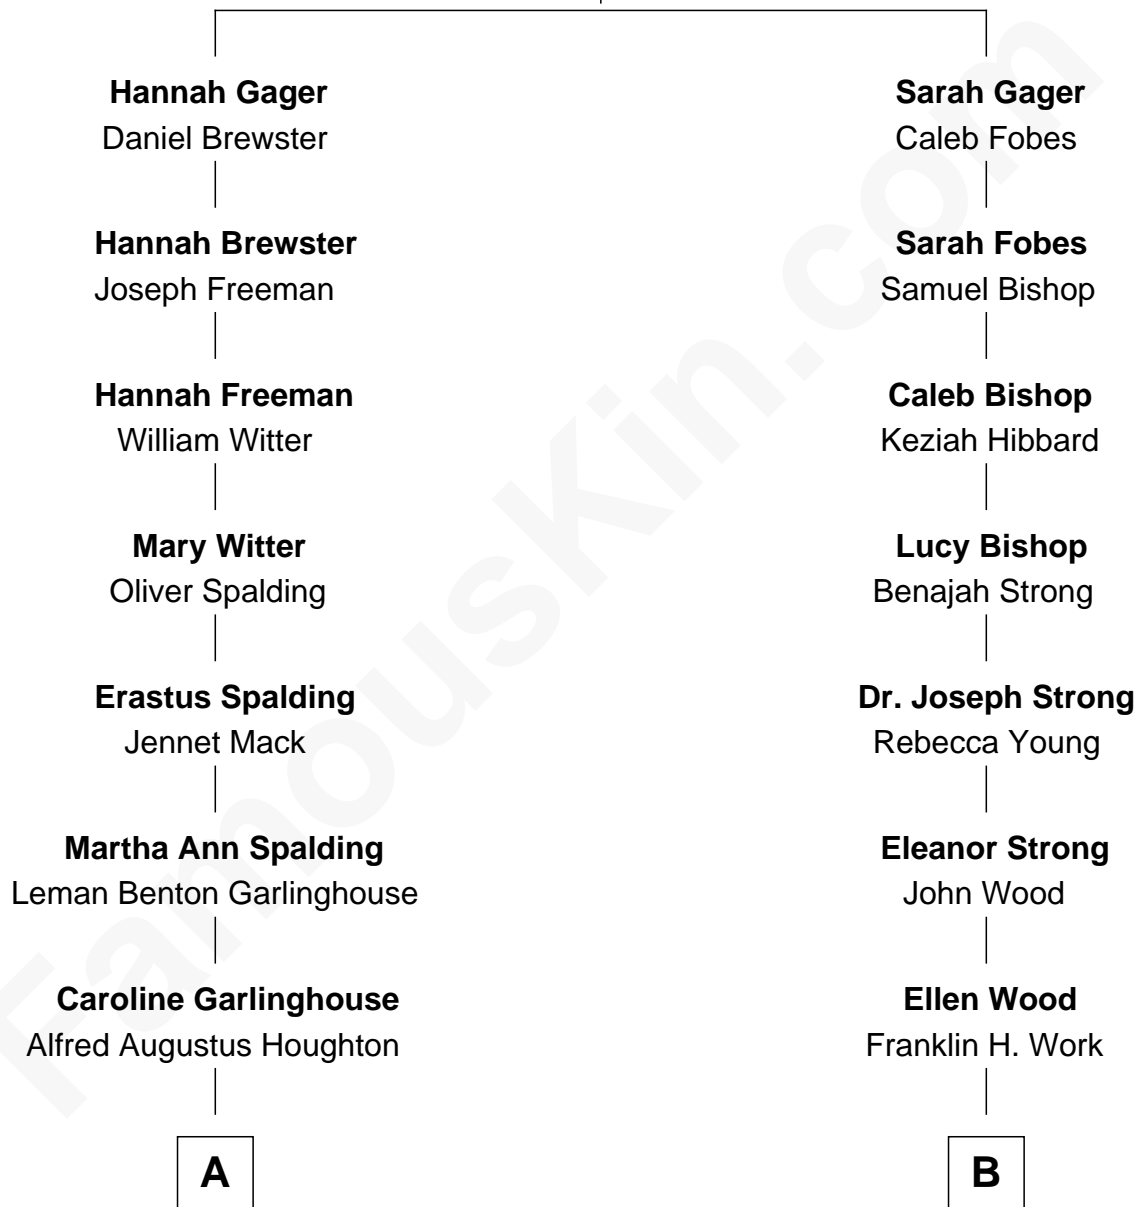 Hannah Gager
Daniel Brewster
Hannah Brewster
Joseph Freeman
Hannah Freeman
William Witter
Mary Witter
Oliver Spalding
Erastus Spalding
Jennet Mack
Martha Ann Spalding
Leman Benton Garlinghouse
Caroline Garlinghouse
Alfred Augustus Houghton
A
Sarah Gager
Caleb Fobes
Sarah Fobes
Samuel Bishop
Caleb Bishop
Keziah Hibbard
Lucy Bishop
Benajah Strong
Dr. Joseph Strong
Rebecca Young
Eleanor Strong
John Wood
Ellen Wood
Franklin H. Work
B
FamousKin.com